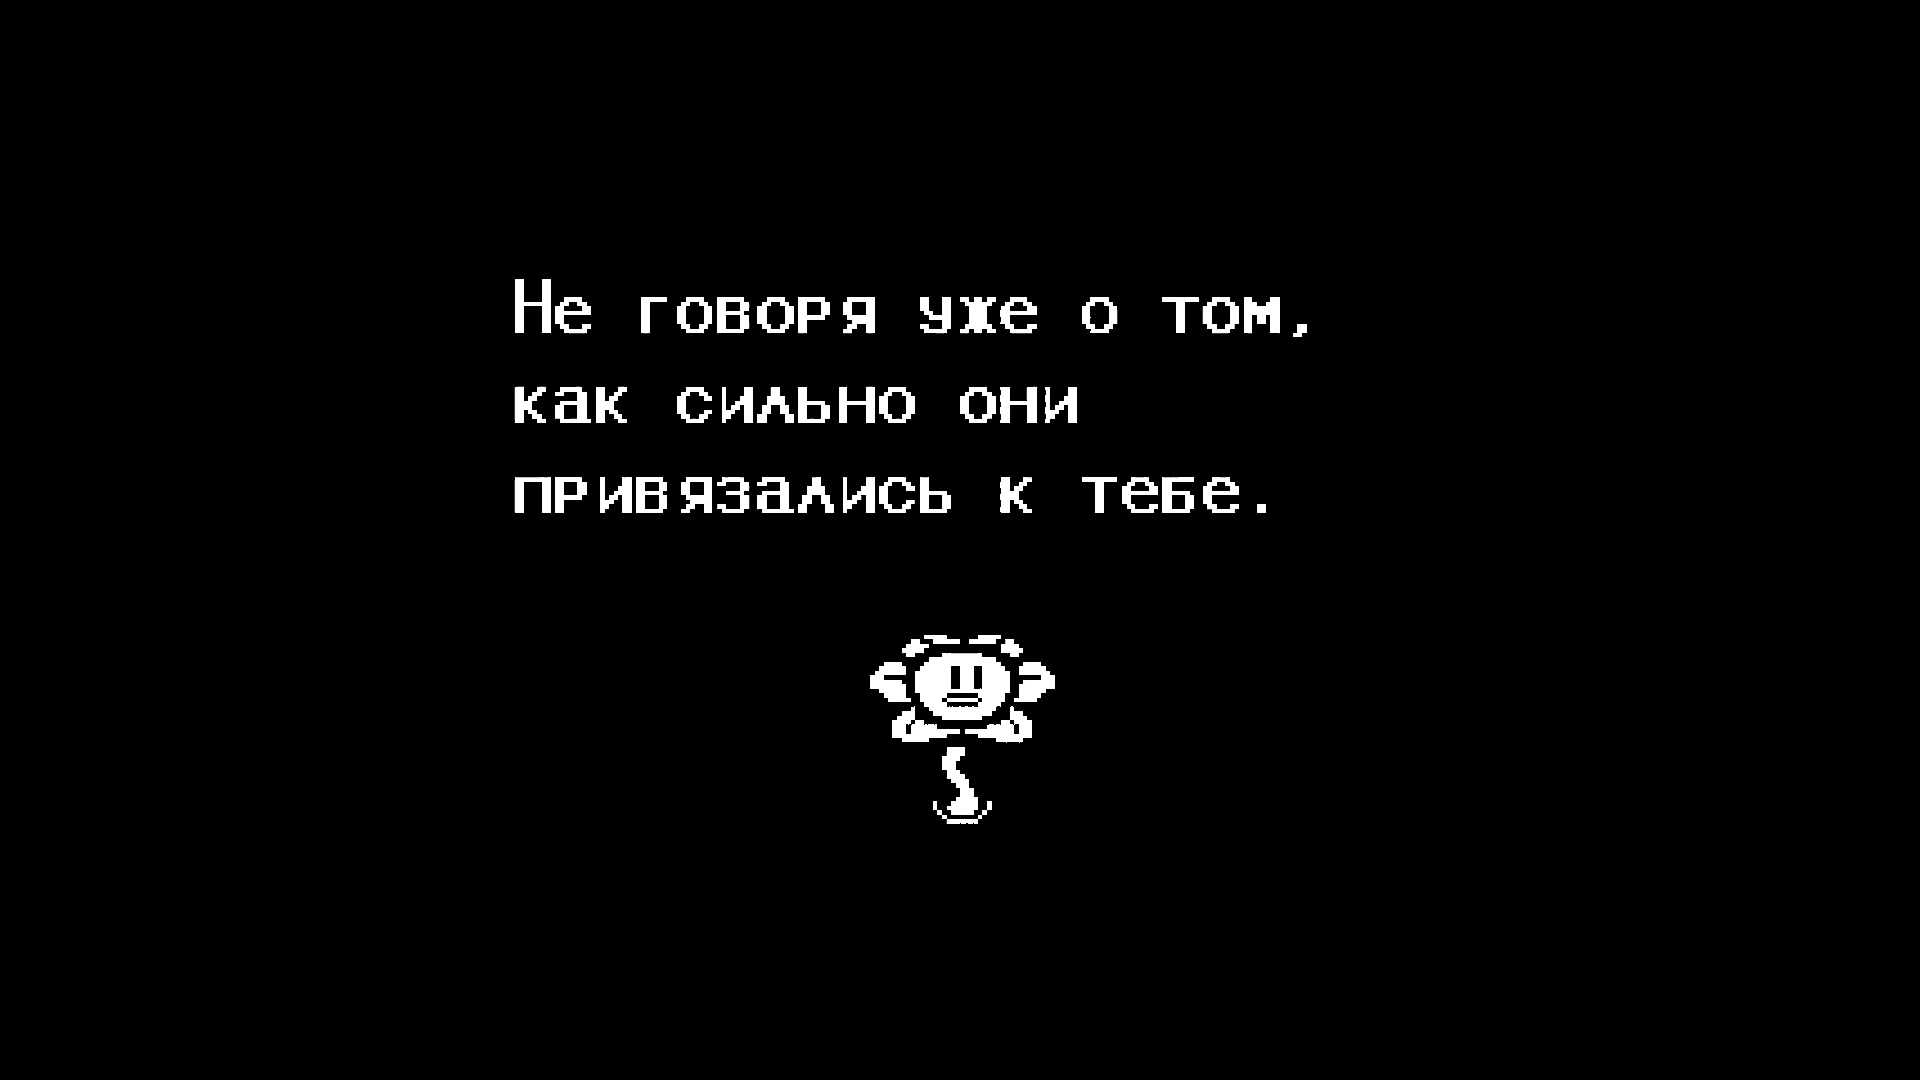 Не говоря уже о том,
как сильно они
привязались к тебе.